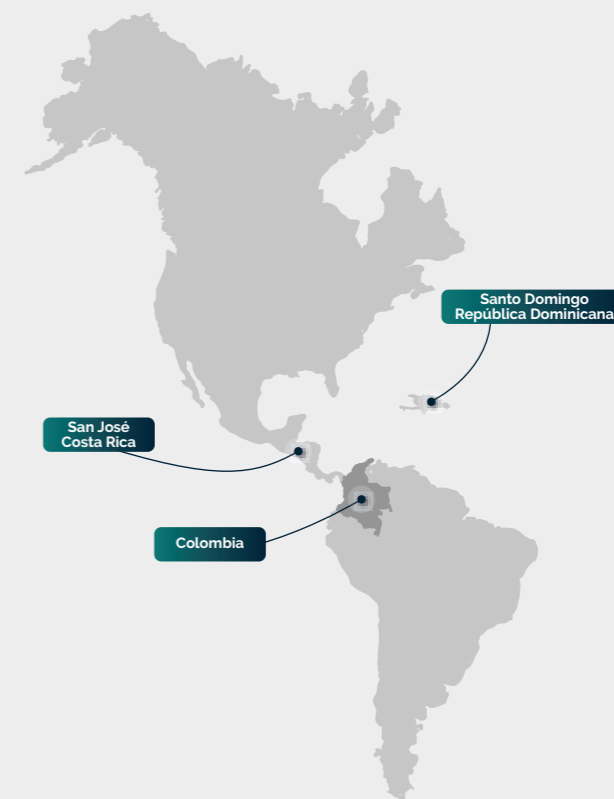 Santo Domingo
República Dominicana
San José
Costa Rica
Colombia